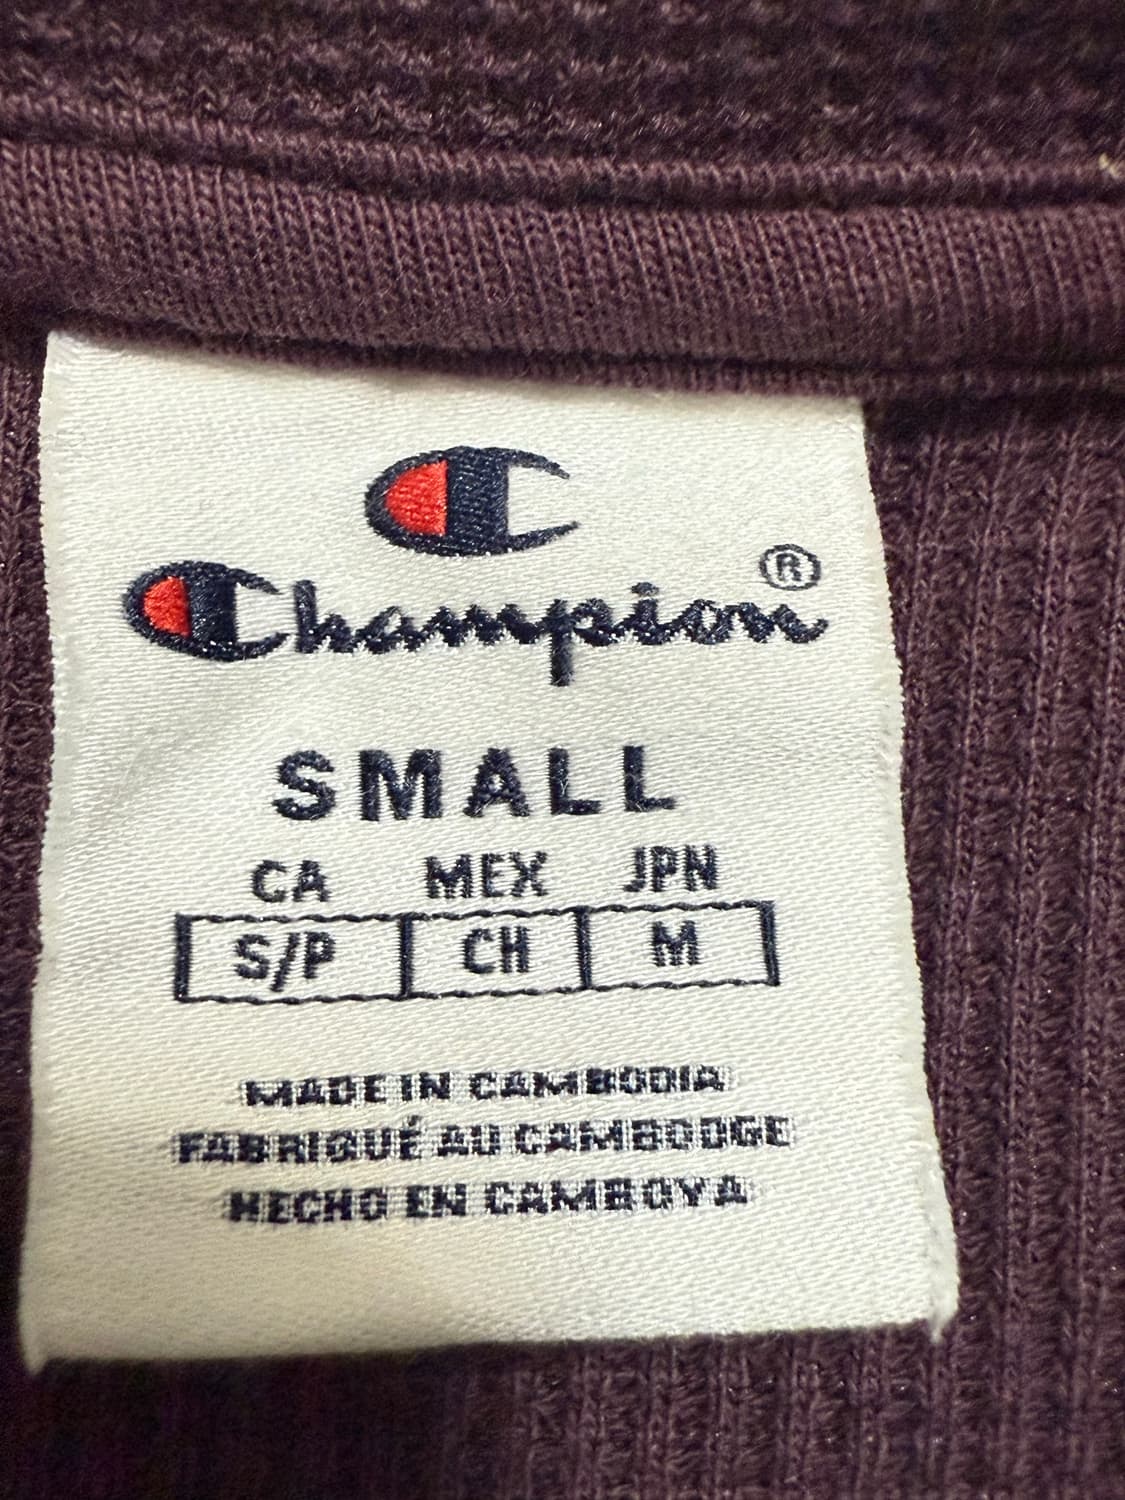 Champion®
SMALL
CA MEX JPN
S/P CH M
MADE IN CAMBODIA
FABRIQUÉ AU CAMBODGE
HECHO EN CAMBOYA